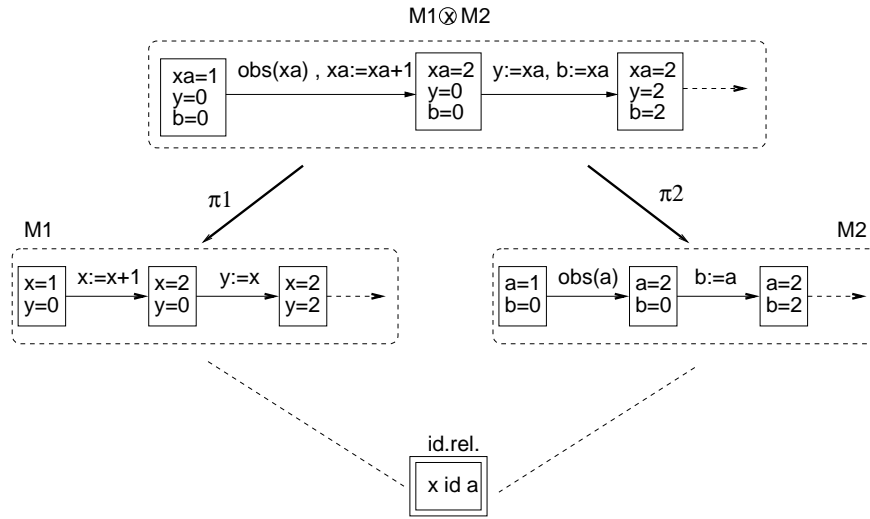 M1ⓧM2
obs(xa) , xa:=xa+1
y:=xa, b:=xa
xa=1
y=0
b=0
xa=2
y=0
b=0
xa=2
y=2
b=2
π1
π2
M1
M2
x:=x+1
y:=x
x=1
y=0
x=2
y=0
x=2
y=2
obs(a)
b:=a
a=1
b=0
a=2
b=0
a=2
b=2
id.rel.
x id a